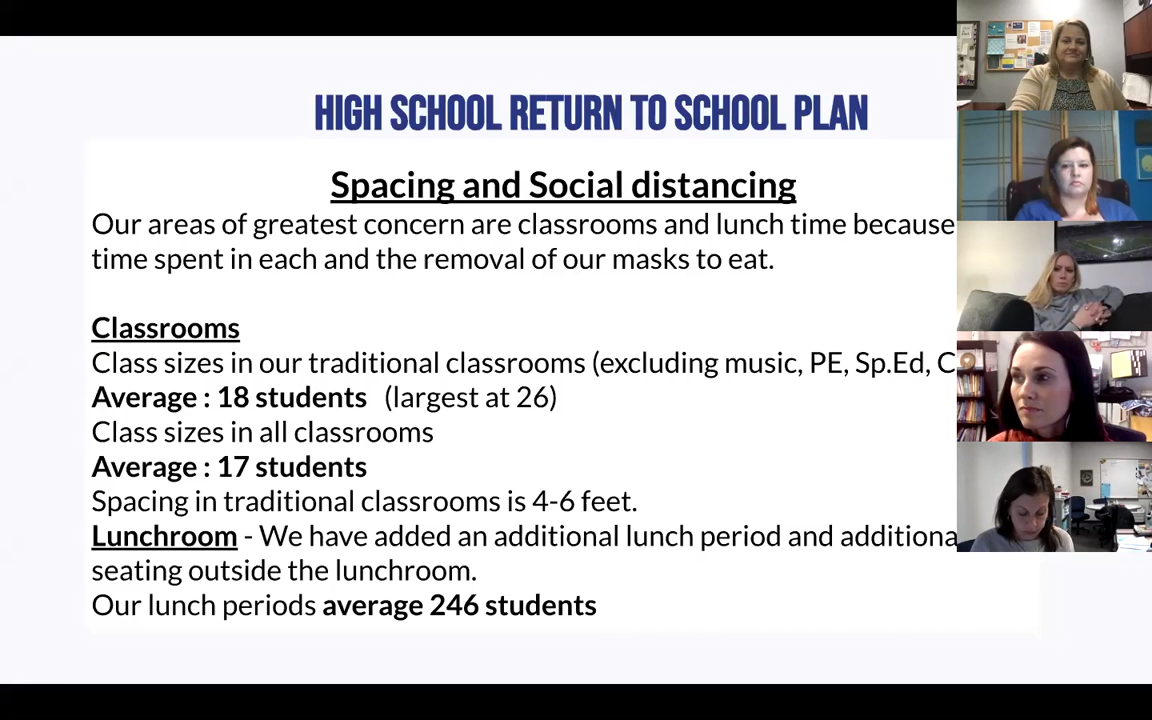 HIGH SCHOOL RETURN TO SCHOOL PLAN
Spacing and Social distancing
Our areas of greatest concern are classrooms and lunch time because
time spent in each and the removal of our masks to eat.
Classrooms
Class sizes in our traditional classrooms (excluding music, PE, Sp.Ed, C
Average : 18 students (largest at 26)
Class sizes in all classrooms
Average : 17 students
Spacing in traditional classrooms is 4-6 feet.
Lunchroom - We have added an additional lunch period and additiona
seating outside the lunchroom.
Our lunch periods average 246 students